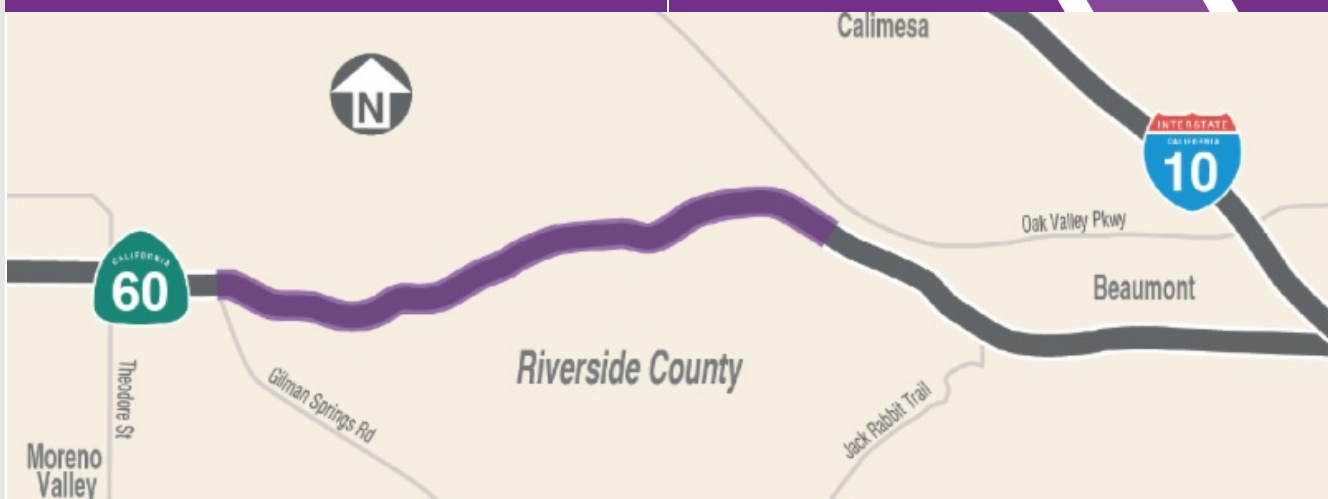 Calimesa
N
INTERSTATE
CALIFORNIA
10
Oak Valley Pkwy
CALIFORNIA
60
Beaumont
Riverside County
Theodore St
Gilman Springs Rd
Jack Rabbit Trail
Moreno
Valley